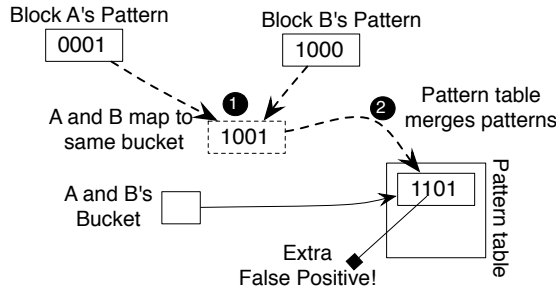 Block A's Pattern
0001
Block B's Pattern
1000
1
A and B map to
same bucket
1001
2
Pattern table
merges patterns
A and B's
Bucket
1101
Pattern table
Extra
False Positive!